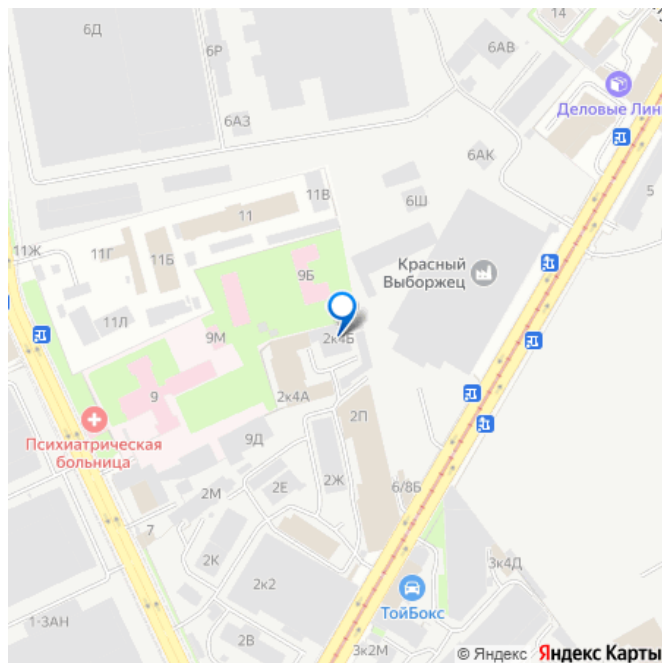 14
6Д
6Р
6АВ
Деловые Лин
6АЗ
6АК
5
11В
6Ш
11
11Ж
11Г
11Б
Красный
Выборжец
9Б
11Л
9М
2к4Б
9
2к4А
2П
Психиатрическая
больница
9Д
2М
2Е
2Ж
6/8Б
7
2К
2к2
3к4Д
ТойБокс
1-3АН
2В
3к2М
© Яндекс Яндекс Карты